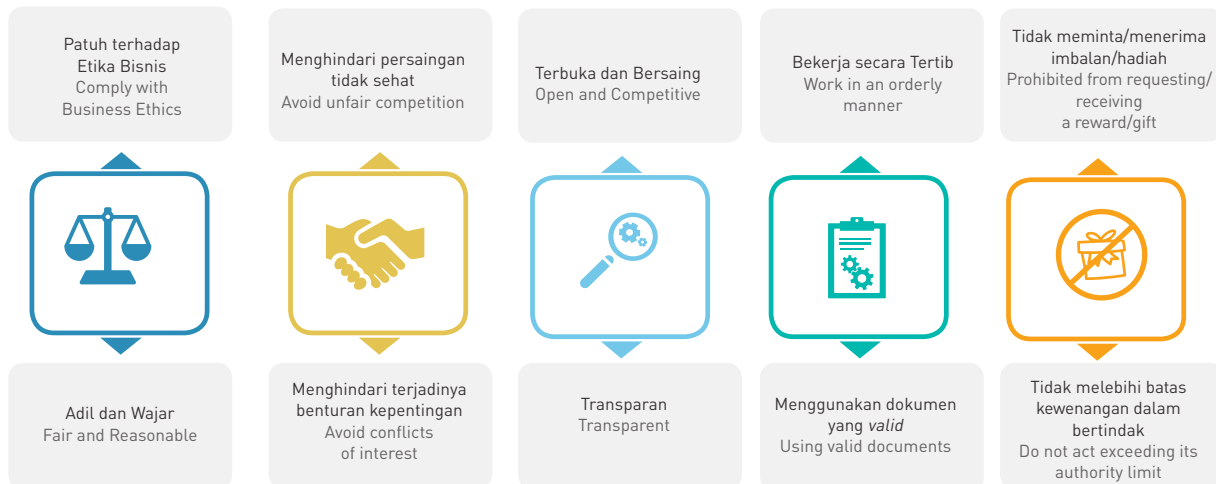 Patuh terhadap
Etika Bisnis
Comply with
Business Ethics
Menghindari persaingan
tidak sehat
Avoid unfair competition
Terbuka dan Bersaing
Open and Competitive
Bekerja secara Tertib
Work in an orderly
manner
Tidak meminta/menerima
imbalan/hadiah
Prohibited from requesting/
receiving
a reward/gift
Adil dan Wajar
Fair and Reasonable
Menghindari terjadinya
benturan kepentingan
Avoid conflicts
of interest
Transparan
Transparent
Menggunakan dokumen
yang valid
Using valid documents
Tidak melebihi batas
kewenangan dalam
bertindak
Do not act exceeding its
authority limit